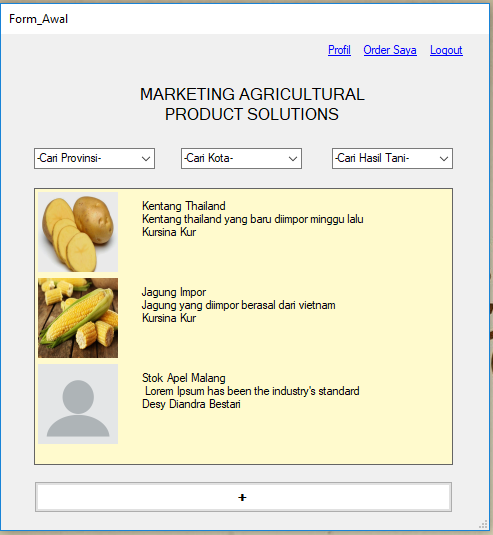 Form_Awal
Profil Order Saya Logout
MARKETING AGRICULTURAL
PRODUCT SOLUTIONS
-Cari Provinsi- -Cari Kota- -Cari Hasil Tani-
Kentang Thailand
Kentang thailand yang baru diimpor minggu lalu
Kursina Kur
Jagung Impor
Jagung yang diimpor berasal dari vietnam
Kursina Kur
Stok Apel Malang
Lorem Ipsum has been the industry's standard
Desy Diandra Bestari
+